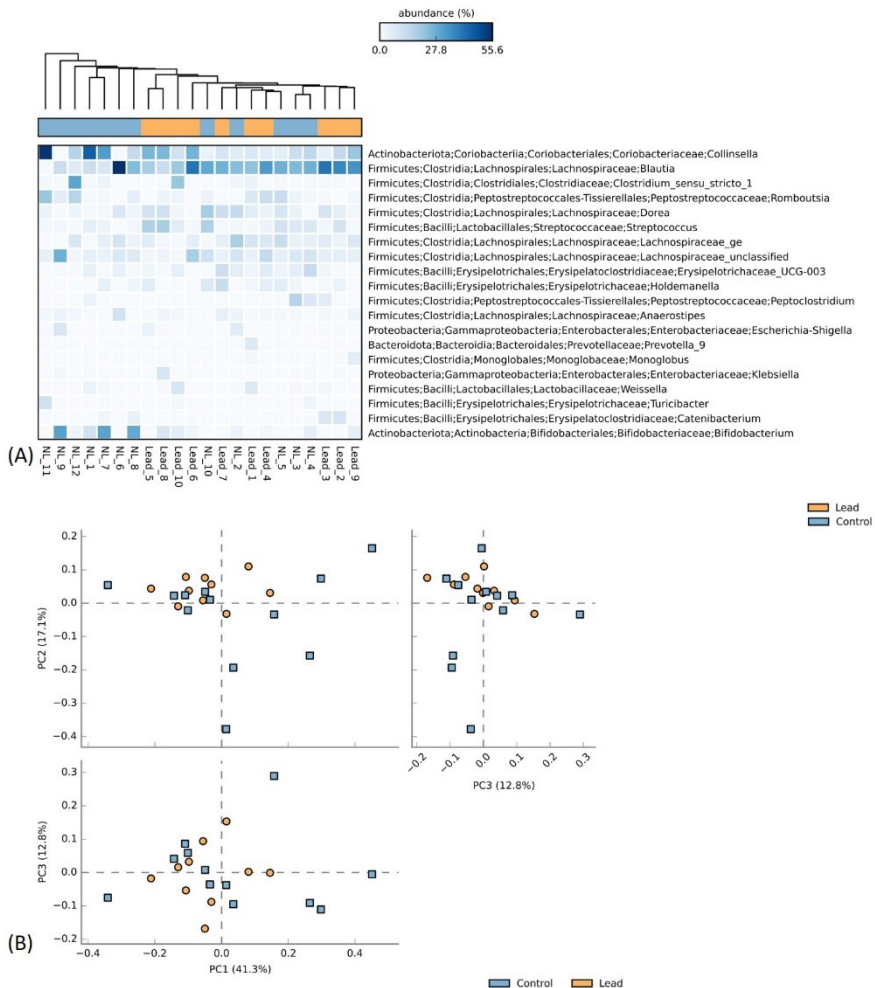 abundance (%)
0.0 27.8 55.6
Actinobacteriota;Coriobacteriia;Coriobacteriales;Coriobacteriaceae;Collinsella
Firmicutes;Clostridia;Lachnospirales;Lachnospiraceae;Blautia
Firmicutes;Clostridia;Clostridiales;Clostridiaceae;Clostridium_sensu_stricto_1
Firmicutes;Clostridia;Peptostreptococcales-Tissierellales;Peptostreptococcaceae;Romboutsia
Firmicutes;Clostridia;Lachnospirales;Lachnospiraceae;Dorea
Firmicutes;Bacilli;Lactobacillales;Streptococcaceae;Streptococcus
Firmicutes;Clostridia;Lachnospirales;Lachnospiraceae;Lachnospiraceae_ge
Firmicutes;Clostridia;Lachnospirales;Lachnospiraceae;Lachnospiraceae_unclassified
Firmicutes;Bacilli;Erysipelotrichales;Erysipelatoclostridiaceae;Erysipelotrichaceae_UCG-003
Firmicutes;Bacilli;Erysipelotrichales;Erysipelotrichaceae;Holdemanella
Firmicutes;Clostridia;Peptostreptococcales-Tissierellales;Peptostreptococcaceae;Peptoclostridium
Firmicutes;Clostridia;Lachnospirales;Lachnospiraceae;Anaerostipes
Proteobacteria;Gammaproteobacteria;Enterobacterales;Enterobacteriaceae;Escherichia-Shigella
Bacteroidota;Bacteroidia;Bacteroidales;Prevotellaceae;Prevotella_9
Firmicutes;Clostridia;Monoglobales;Monoglobaceae;Monoglobus
Proteobacteria;Gammaproteobacteria;Enterobacterales;Enterobacteriaceae;Klebsiella
Firmicutes;Bacilli;Lactobacillales;Lactobacillaceae;Weissella
Firmicutes;Bacilli;Erysipelotrichales;Erysipelotrichaceae;Turicibacter
Firmicutes;Bacilli;Erysipelotrichales;Erysipelatoclostridiaceae;Catenibacterium
Actinobacteriota;Actinobacteria;Bifidobacteriales;Bifidobacteriaceae;Bifidobacterium
(A)
NL_11 NL_9 NL_12 NL_1 NL_7 NL_6 NL_8 Lead_5 Lead_8 Lead_10 Lead_6 NL_10 Lead_7 NL_2 Lead_1 Lead_4 NL_5 NL_3 NL_4 Lead_3 Lead_2 Lead_9
Lead
Control
0.2
0.1
0.0
−0.1
−0.2
−0.3
−0.4
PC2 (17.1%)
−0.2 −0.1 0.0 0.1 0.2 0.3
PC3 (12.8%)
0.3
0.2
0.1
0.0
−0.1
−0.2
PC3 (12.8%)
−0.4 −0.2 0.0 0.2 0.4
PC1 (41.3%)
(B)
Control Lead